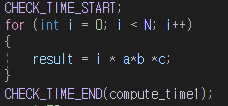 CHECK_TIME_START;
for (int i = 0; i < N; i++)
{
result = i * a*b *c;
}
CHECK_TIME_END(compute_time1);